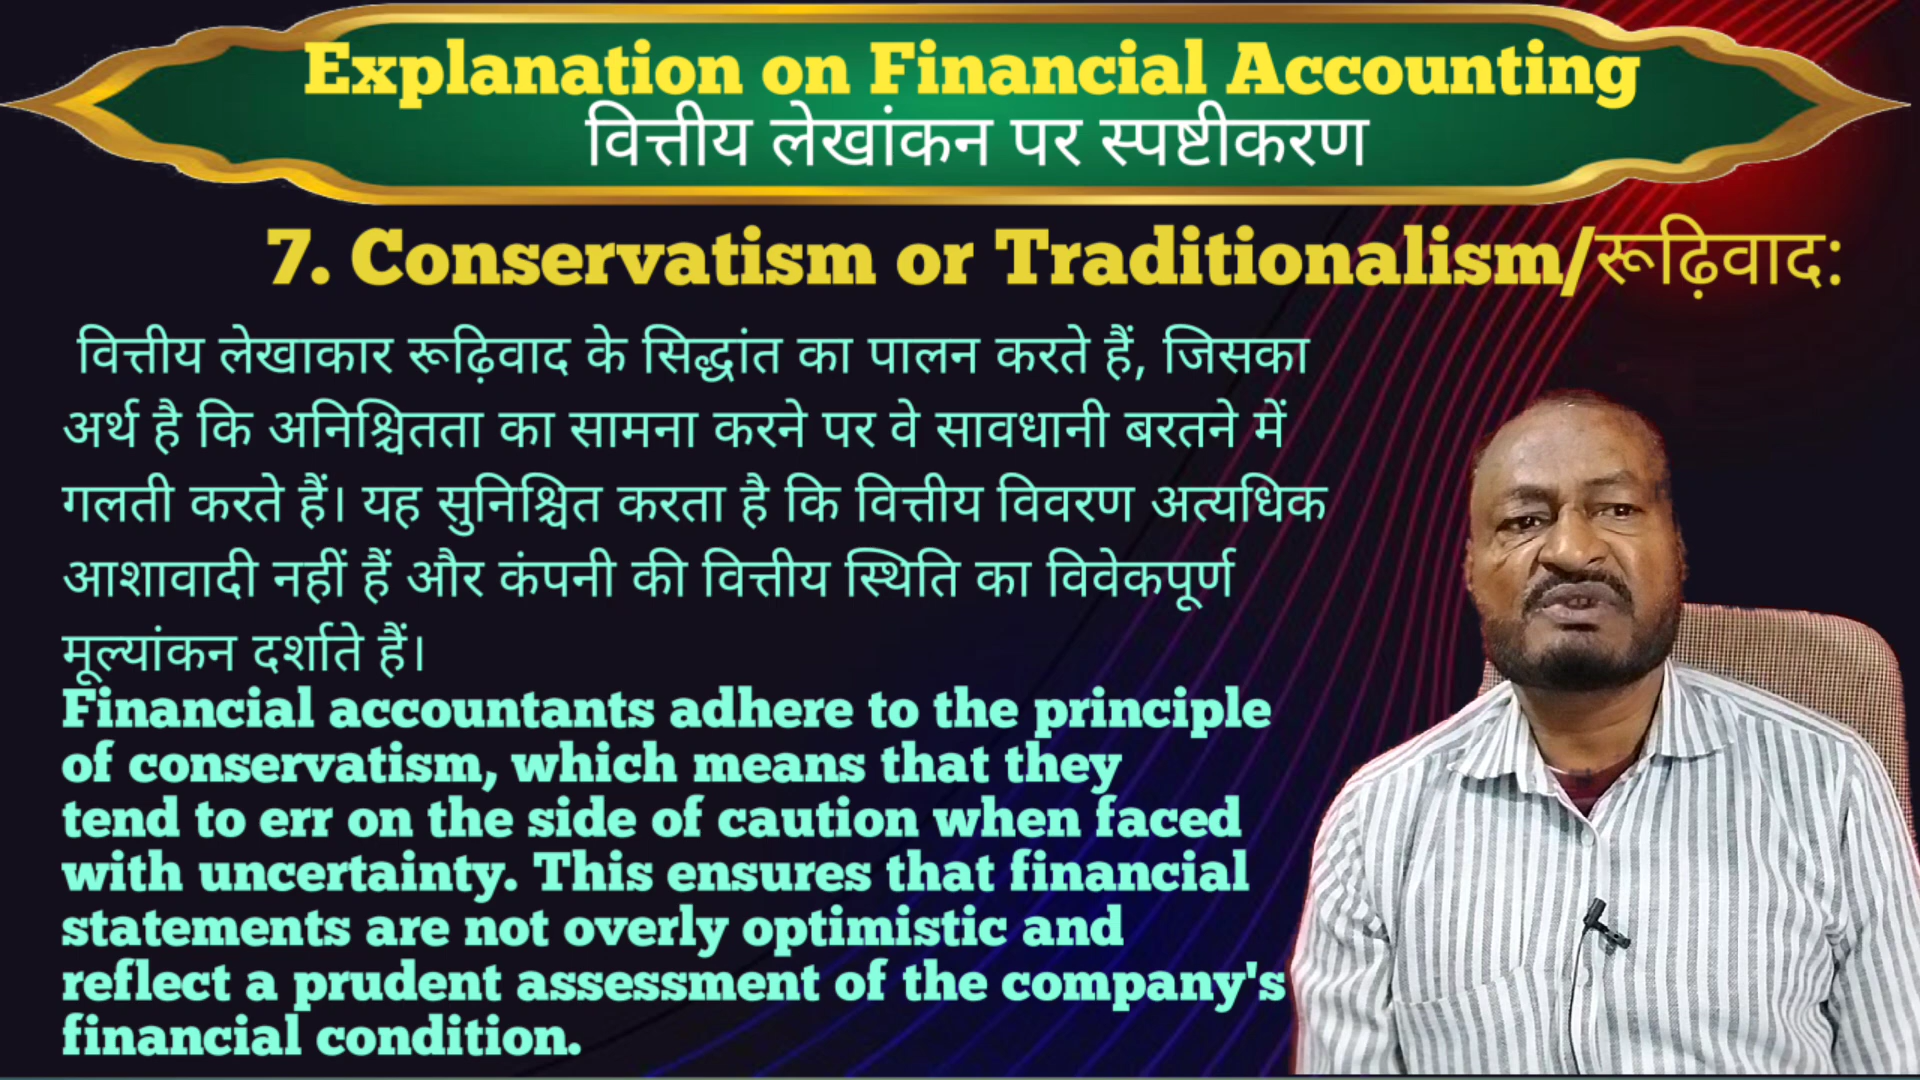 Explanation on Financial Accounting
वित्तीय लेखांकन पर स्पष्टीकरण
7. Conservatism or Traditionalism/रूढ़िवाद:
वित्तीय लेखाकार रूढ़िवाद के सिद्धांत का पालन करते हैं, जिसका
अर्थ है कि अनिश्चितता का सामना करने पर वे सावधानी बरतने में
गलती करते हैं। यह सुनिश्चित करता है कि वित्तीय विवरण अत्यधिक
आशावादी नहीं हैं और कंपनी की वित्तीय स्थिति का विवेकपूर्ण
मूल्यांकन दर्शाते हैं।
Financial accountants adhere to the principle
of conservatism, which means that they
tend to err on the side of caution when faced
with uncertainty. This ensures that financial
statements are not overly optimistic and
reflect a prudent assessment of the company's
financial condition.